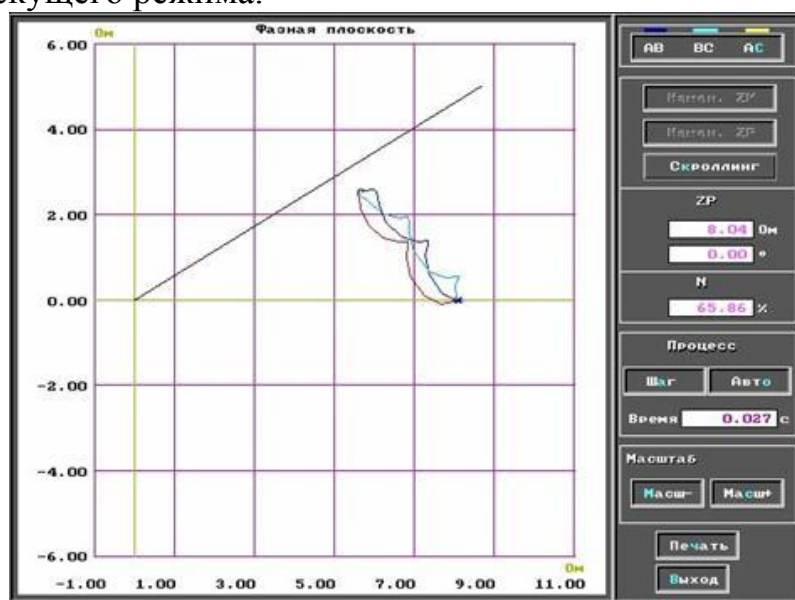 кущего режима.
Фазная плоскость
Ом
6.00
4.00
2.00
0.00
-2.00
-4.00
-6.00
Ом
-1.00 1.00 3.00 5.00 7.00 9.00 11.00
AB BC AC
Скроллинг
ZP
8.04 Ом
0.00 °
N
65.86 %
Процесс
Шаг Авто
Время 0.027 с
Масштаб
Масш- Масш+
Печать
Выход